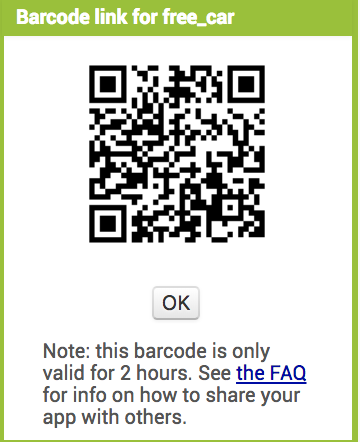 Barcode link for free_car
OK
Note: this barcode is only
valid for 2 hours. See the FAQ
for info on how to share your
app with others.